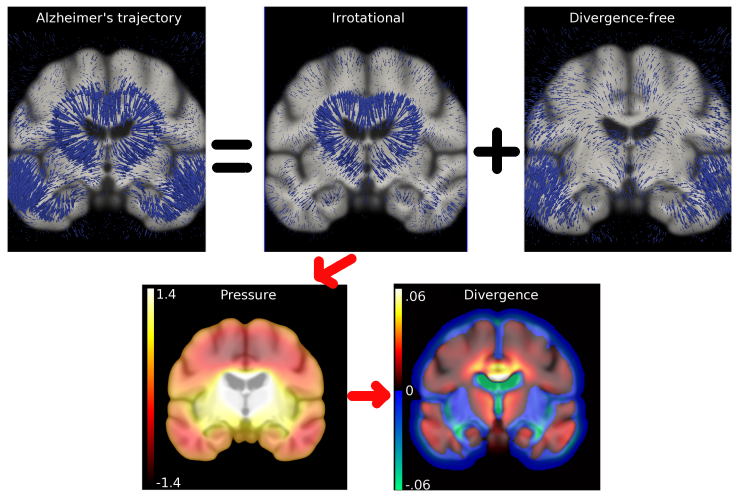 Alzheimer's trajectory
Irrotational
Divergence-free
Pressure
1.4
-1.4
Divergence
.06
0
-.06